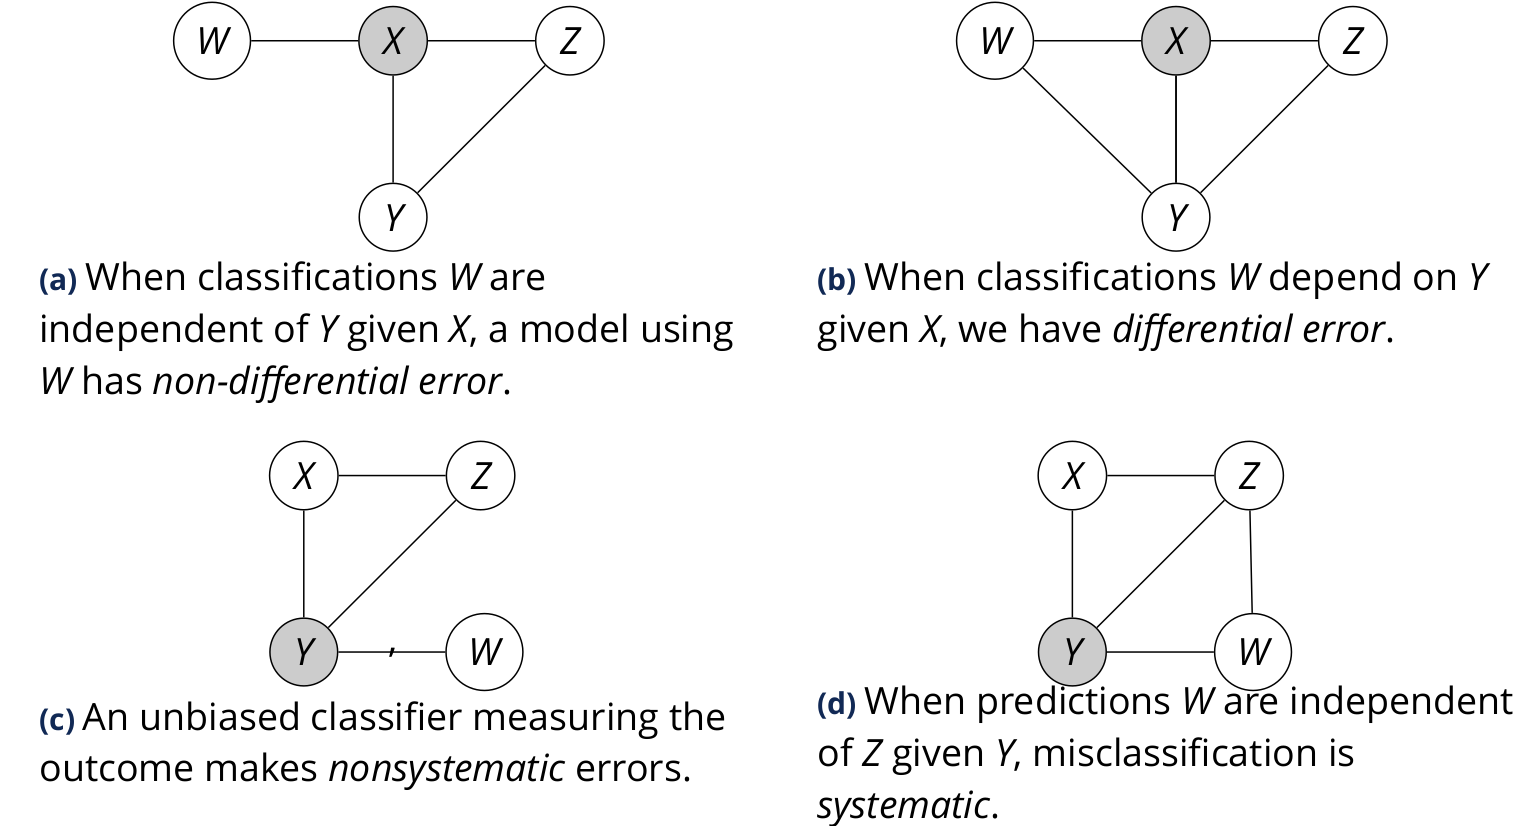 W X Z
Y
(a) When classifications W are
independent of Y given X, a model using
W has non-differential error.
W X Z
Y
(b) When classifications W depend on Y
given X, we have differential error.
X Z
Y , W
(c) An unbiased classifier measuring the
outcome makes nonsystematic errors.
X Z
Y W
(d) When predictions W are independent
of Z given Y, misclassification is
systematic.